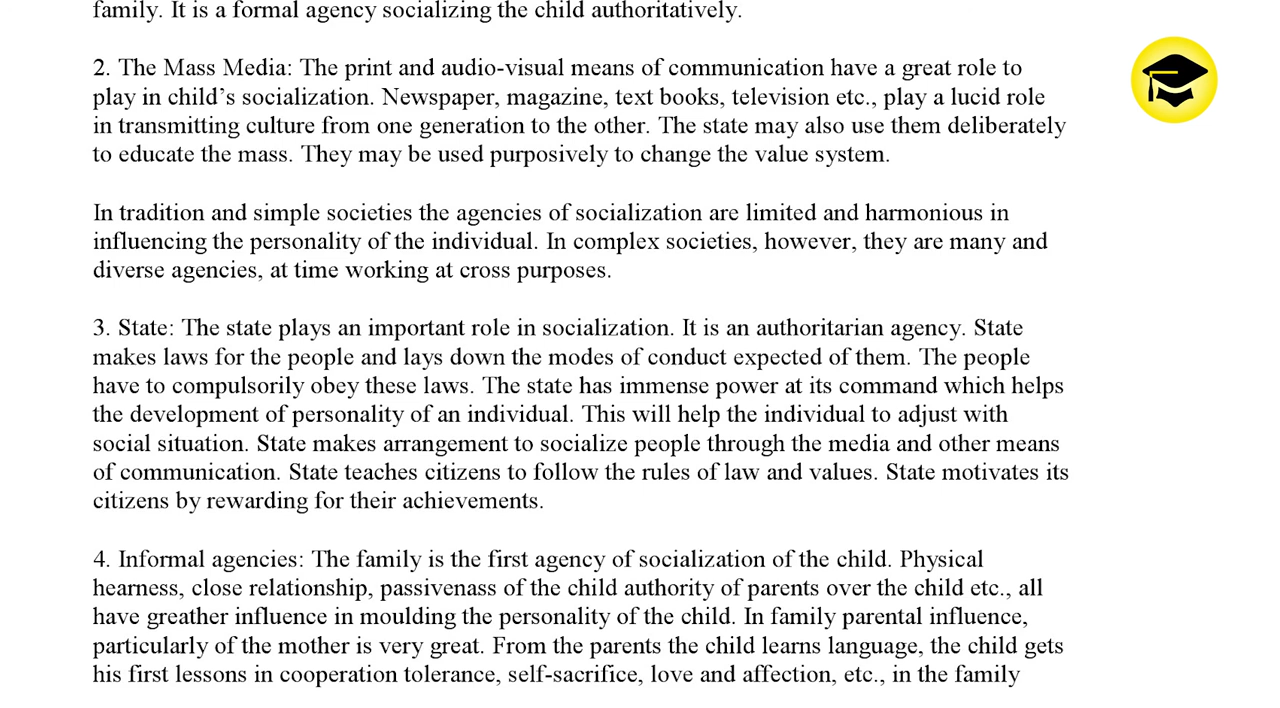 family. It is a formal agency socializing the child authoritatively.
2. The Mass Media: The print and audio-visual means of communication have a great role to
play in child’s socialization. Newspaper, magazine, text books, television etc., play a lucid role
in transmitting culture from one generation to the other. The state may also use them deliberately
to educate the mass. They may be used purposively to change the value system.
In tradition and simple societies the agencies of socialization are limited and harmonious in
influencing the personality of the individual. In complex societies, however, they are many and
diverse agencies, at time working at cross purposes.
3. State: The state plays an important role in socialization. It is an authoritarian agency. State
makes laws for the people and lays down the modes of conduct expected of them. The people
have to compulsorily obey these laws. The state has immense power at its command which helps
the development of personality of an individual. This will help the individual to adjust with
social situation. State makes arrangement to socialize people through the media and other means
of communication. State teaches citizens to follow the rules of law and values. State motivates its
citizens by rewarding for their achievements.
4. Informal agencies: The family is the first agency of socialization of the child. Physical
hearness, close relationship, passivenass of the child authority of parents over the child etc., all
have greather influence in moulding the personality of the child. In family parental influence,
particularly of the mother is very great. From the parents the child learns language, the child gets
his first lessons in cooperation tolerance, self-sacrifice, love and affection, etc., in the family